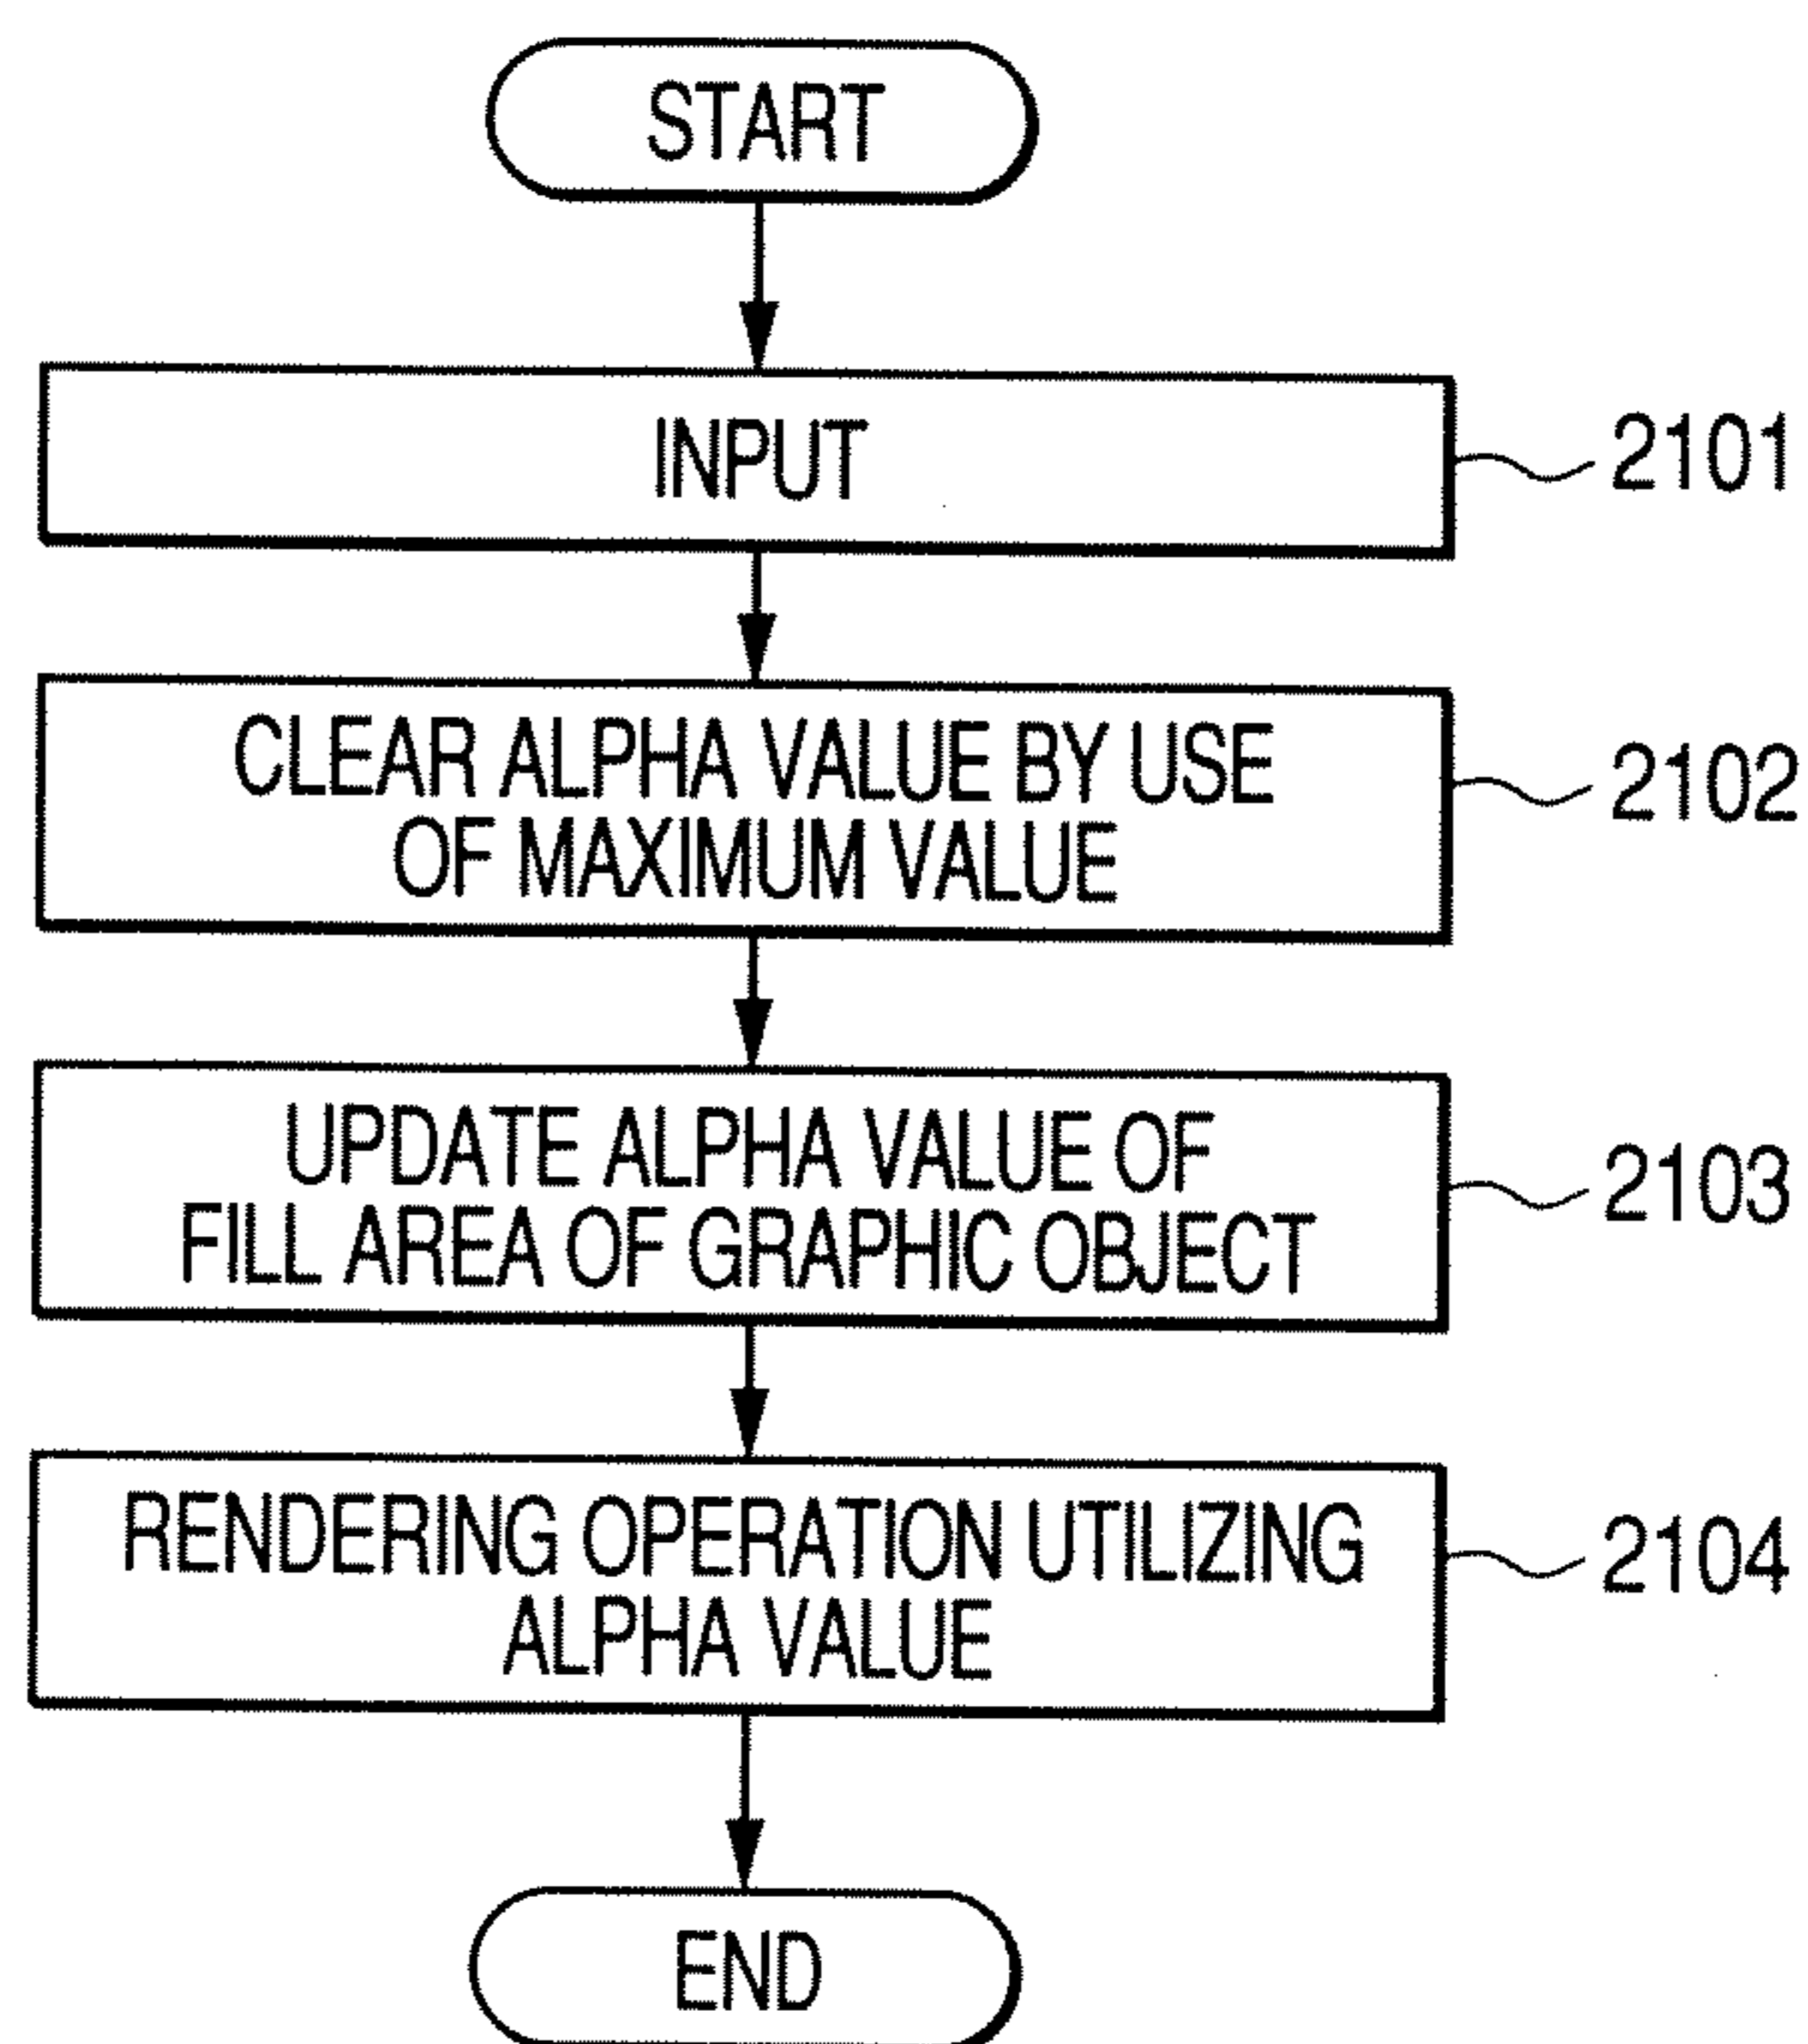 START
INPUT
2101
CLEAR ALPHA VALUE BY USE
OF MAXIMUM VALUE
2102
UPDATE ALPHA VALUE OF
FILL AREA OF GRAPHIC OBJECT
2103
RENDERING OPERATION UTILIZING
ALPHA VALUE
2104
END